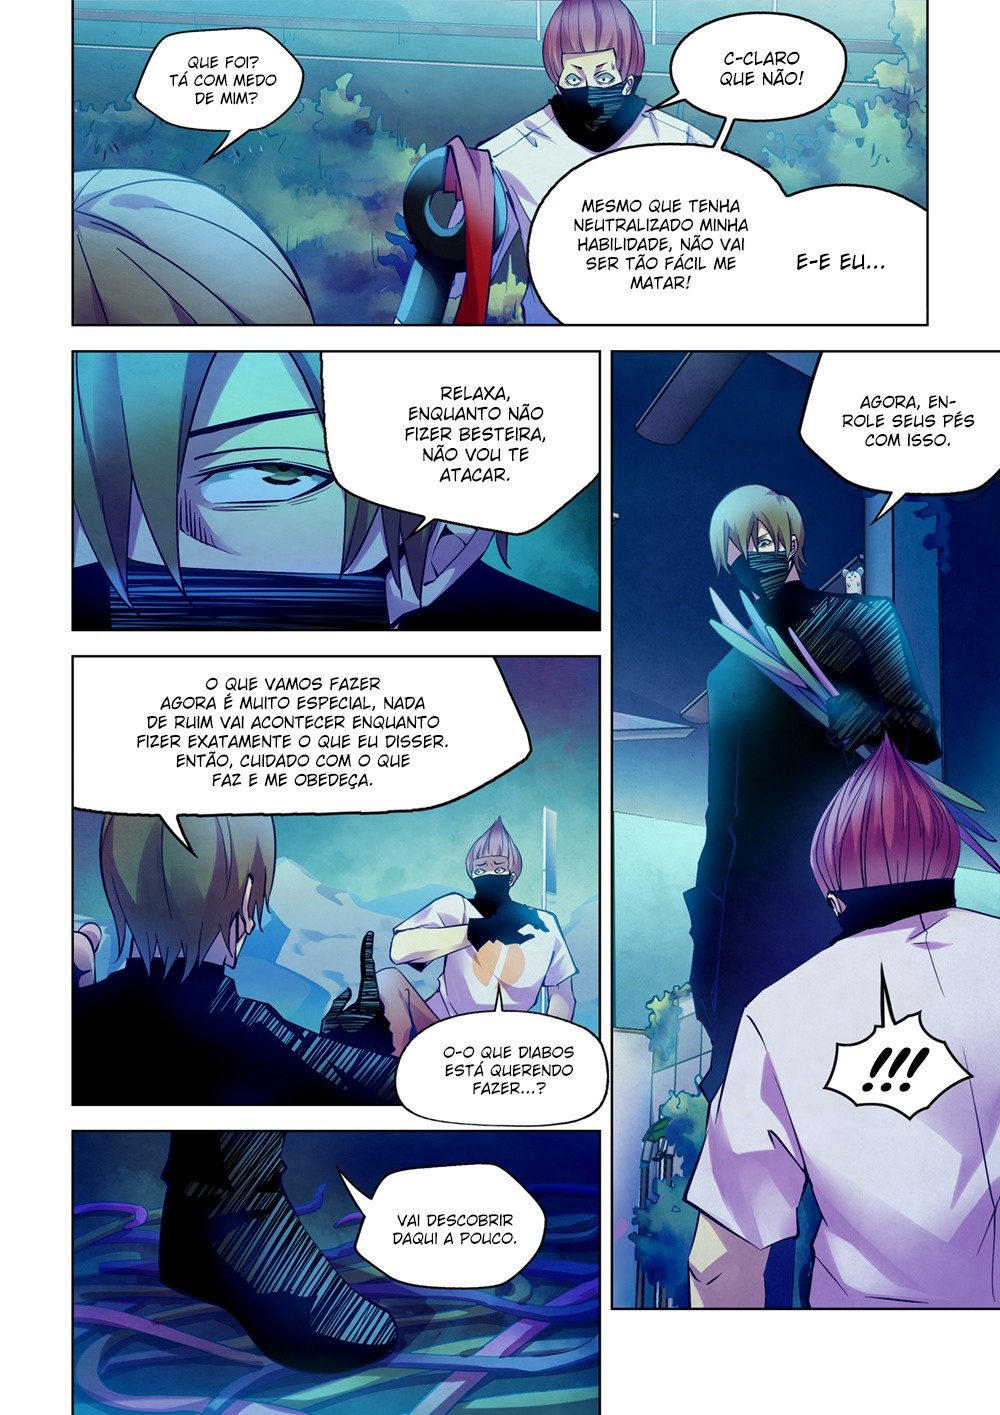 QUE FOI?
TÁ COM MEDO
DE MIM?
C-CLARO
QUE NÃO!
MESMO QUE TENHA
NEUTRALIZADO MINHA
HABILIDADE, NÃO VAI
SER TÃO FÁCIL ME
MATAR!
E-E EU...
RELAXA,
ENQUANTO NÃO
FIZER BESTEIRA,
NÃO VOU TE
ATACAR.
O QUE VAMOS FAZER
AGORA É MUITO ESPECIAL, NADA
DE RUIM VAI ACONTECER ENQUANTO
FIZER EXATAMENTE O QUE EU DISSER.
ENTÃO, CUIDADO COM O QUE
FAZ E ME OBEDEÇA.
O-O QUE DIABOS
ESTÁ QUERENDO
FAZER...?
VAI DESCOBRIR
DAQUI A POUCO.
AGORA, EN-
ROLE SEUS PÉS
COM ISSO.
!!!